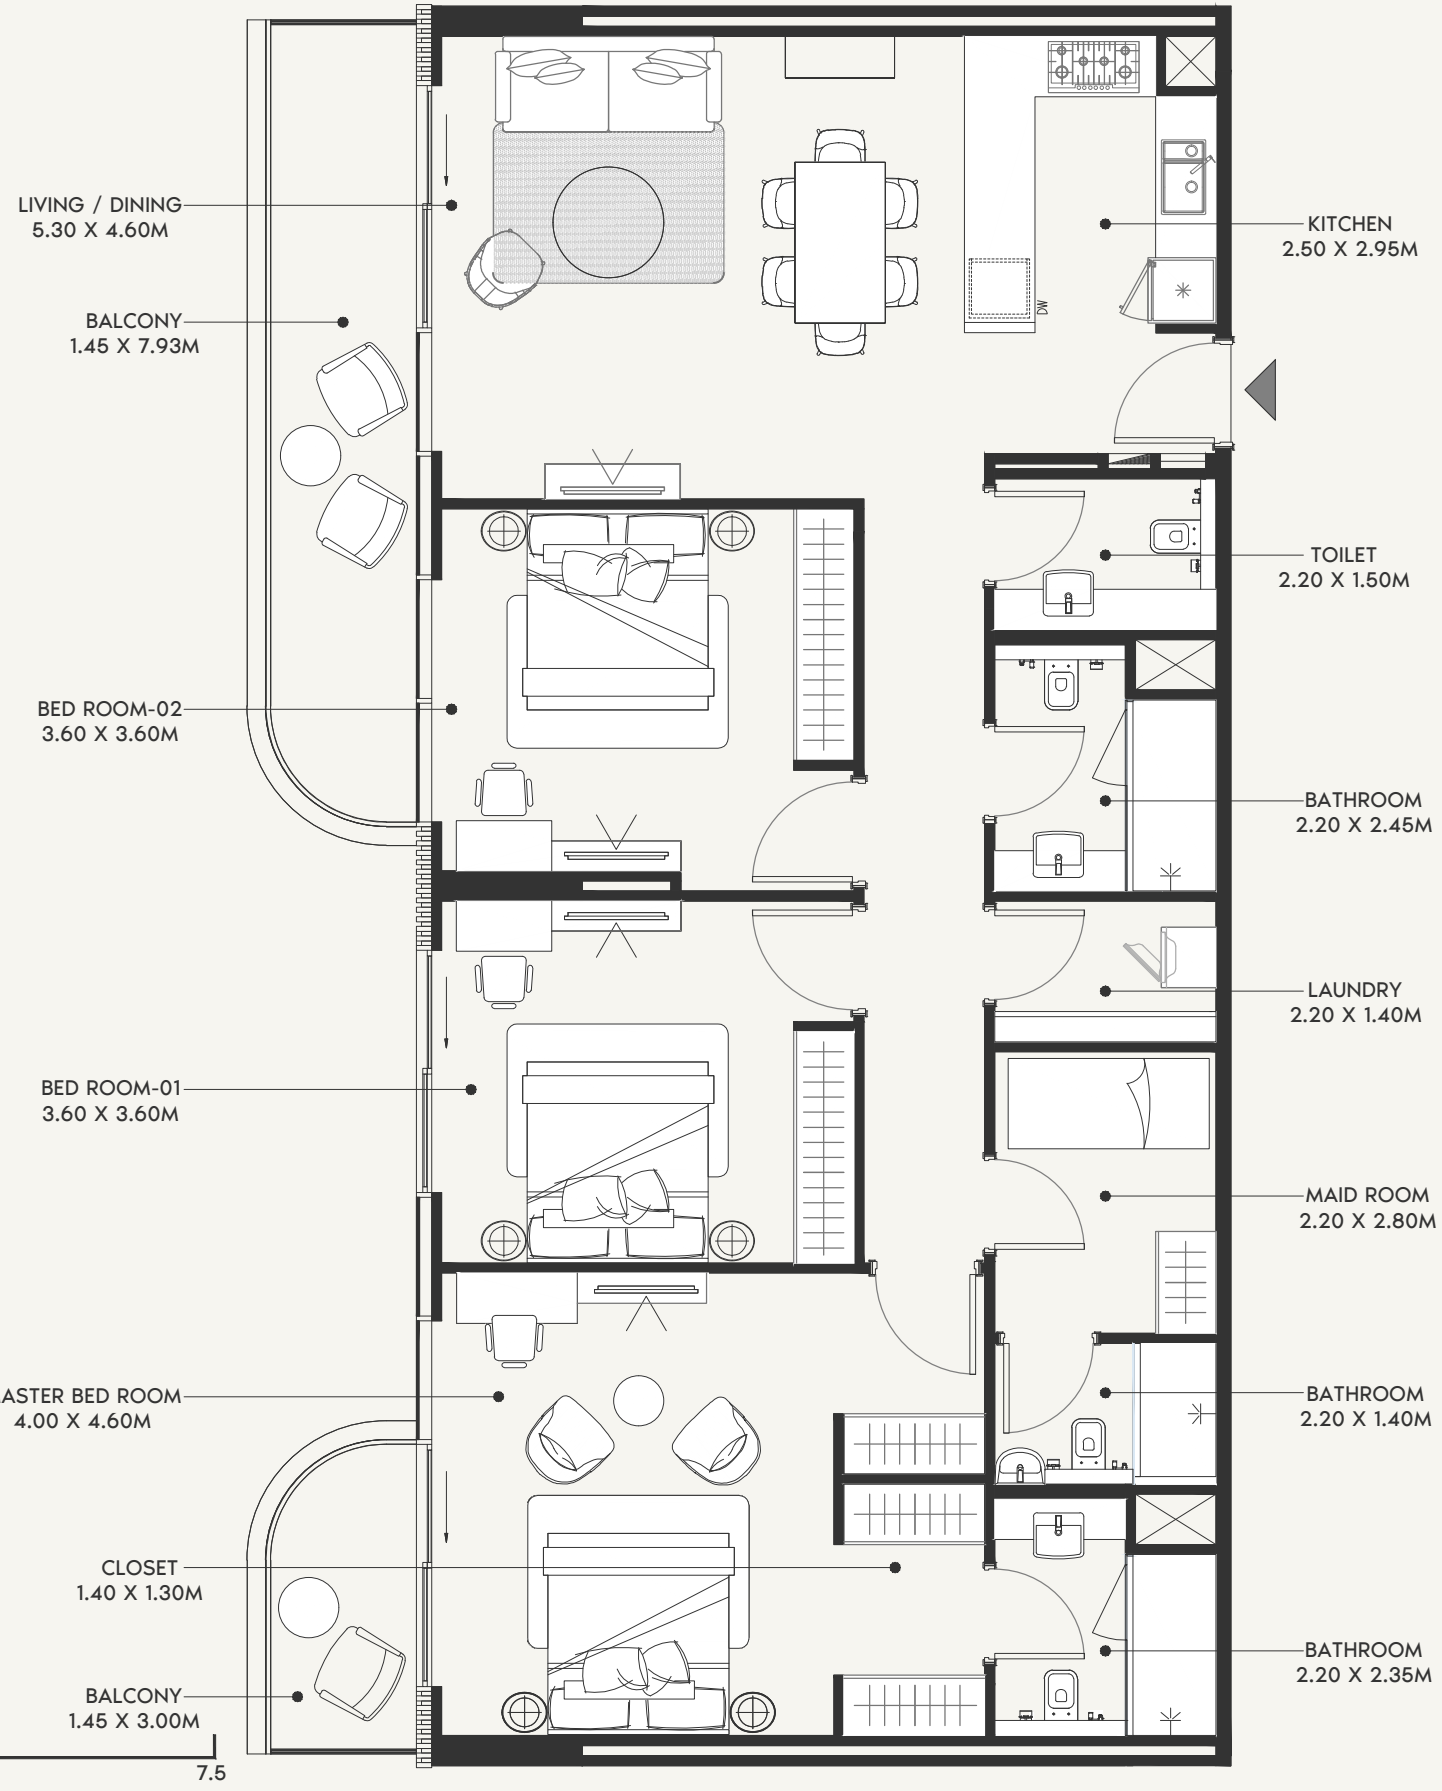 LIVING / DINING
5.30 X 4.60M
BALCONY
1.45 X 7.93M
BED ROOM-02
3.60 X 3.60M
BED ROOM-01
3.60 X 3.60M
ASTER BED ROOM
4.00 X 4.60M
CLOSET
1.40 X 1.30M
BALCONY
1.45 X 3.00M
7.5
DW
KITCHEN
2.50 X 2.95M
TOILET
2.20 X 1.50M
BATHROOM
2.20 X 2.45M
LAUNDRY
2.20 X 1.40M
MAID ROOM
2.20 X 2.80M
BATHROOM
2.20 X 1.40M
BATHROOM
2.20 X 2.35M